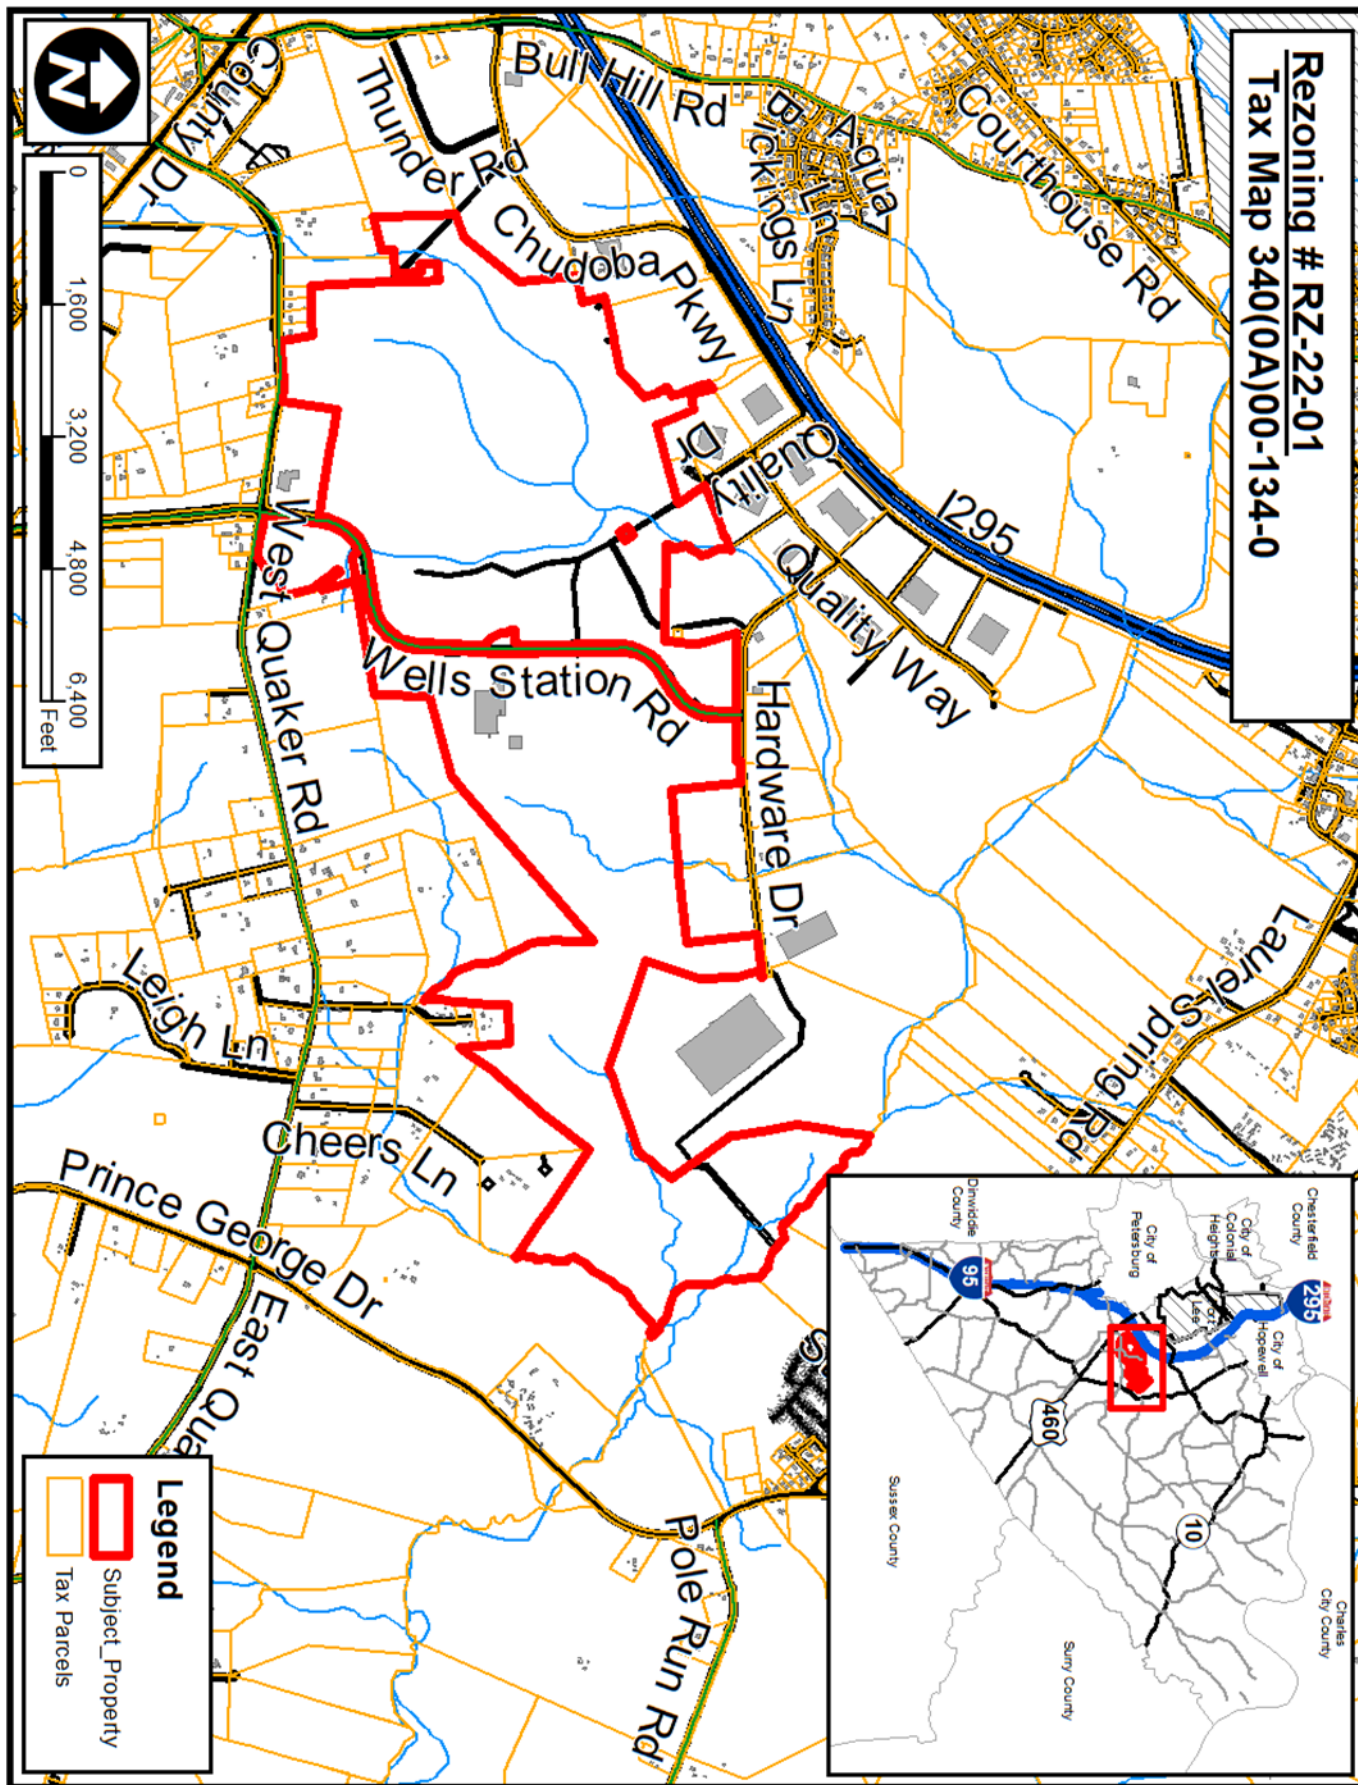 Rezoning # RZ-22-01
Tax Map 340(0A)00-134-0
Courthouse Rd
Aqua Ln
Bickings Ln
Bull Hill Rd
Thunder Rd
County Dr
Chudoba Pkwy
Quality Dr
I295
Quality Way
Hardware Dr
Wells Station Rd
West Quaker Rd
Laurel Spring Rd
Leigh Ln
Cheers Ln
Prince George Dr
East Qua
Pole Run Rd
Chesterfield
County
City of
Colonial
Heights
City of
Petersburg
Dinwiddie
County
City of
Hopewell
Lee
295
95
460
10
Charles
City County
Surry County
Sussex County
N
0 1,600 3,200 4,800 6,400
Feet
Legend
Subject_Property
Tax Parcels